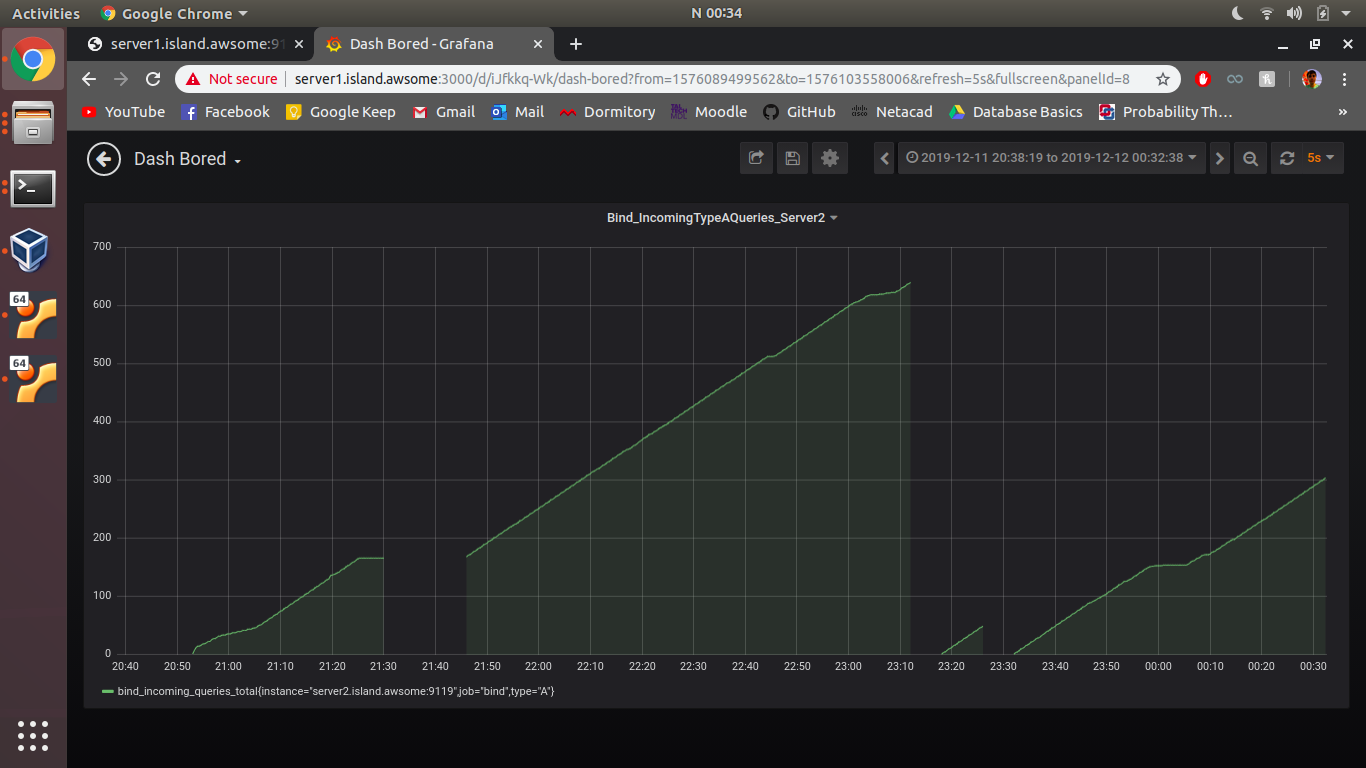 Activities Google Chrome N 00:34
server1.island.awsome:91 Dash Bored - Grafana
Not secure server1.island.awsome:3000/d/iJfkkq-Wk/dash-bored?from=1576089499562&to=1576103558006&refresh=5s&fullscreen&panelId=8
YouTube Facebook Google Keep Gmail Mail Dormitory Moodle GitHub Netacad Database Basics Probability Th… »
Dash Bored 2019-12-11 20:38:19 to 2019-12-12 00:32:38 5s
Bind_IncomingTypeAQueries_Server2
700
600
500
400
300
200
100
0
20:40 20:50 21:00 21:10 21:20 21:30 21:40 21:50 22:00 22:10 22:20 22:30 22:40 22:50 23:00 23:10 23:20 23:30 23:40 23:50 00:00 00:10 00:20 00:30
bind_incoming_queries_total{instance="server2.island.awsome:9119",job="bind",type="A"}
64
64